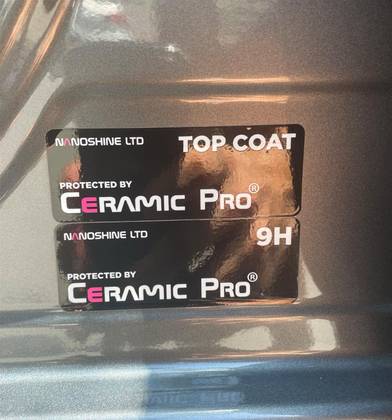 NANOSHINE LTD TOP COAT
PROTECTED BY
CERAMIC PRO®
NANOSHINE LTD 9H
PROTECTED BY
CERAMIC PRO®